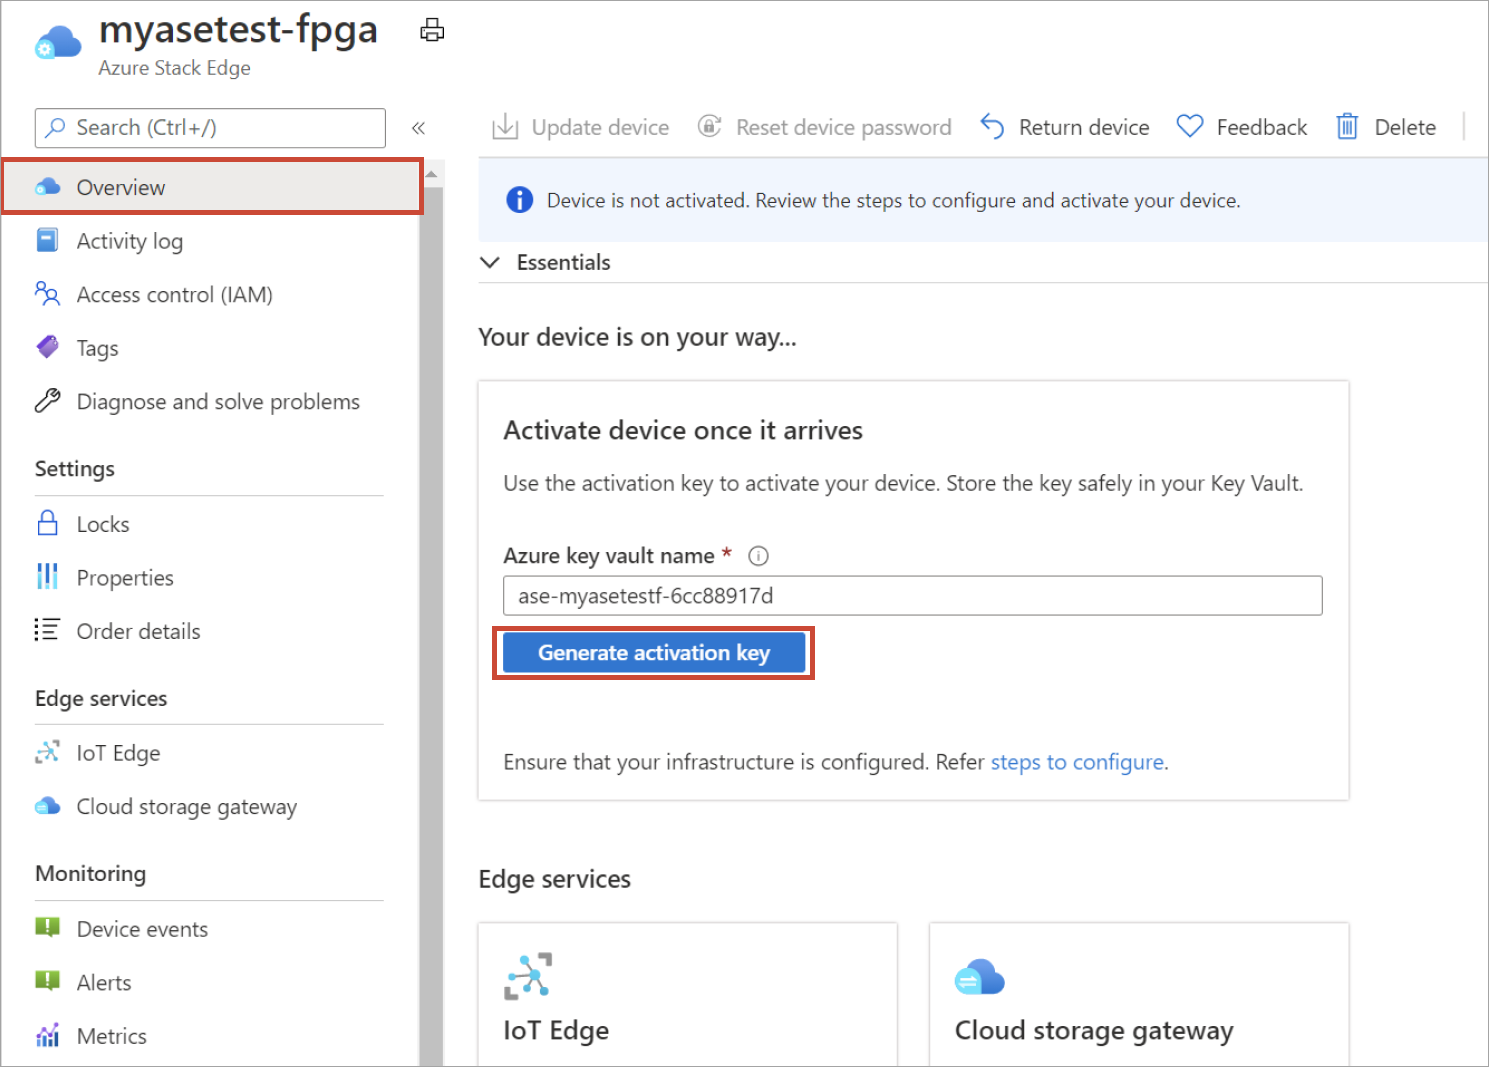 myasetest-fpga
Azure Stack Edge
Search (Ctrl+/)
«
Overview
Activity log
Access control (IAM)
Tags
Diagnose and solve problems
Settings
Locks
Properties
Order details
Edge services
IoT Edge
Cloud storage gateway
Monitoring
Device events
Alerts
Metrics
Update device
Reset device password
Return device
Feedback
Delete
Device is not activated. Review the steps to configure and activate your device.
Essentials
Your device is on your way...
Activate device once it arrives
Use the activation key to activate your device. Store the key safely in your Key Vault.
Azure key vault name *
ase-myasetestf-6cc88917d
Generate activation key
Ensure that your infrastructure is configured. Refer steps to configure.
Edge services
IoT Edge
Cloud storage gateway